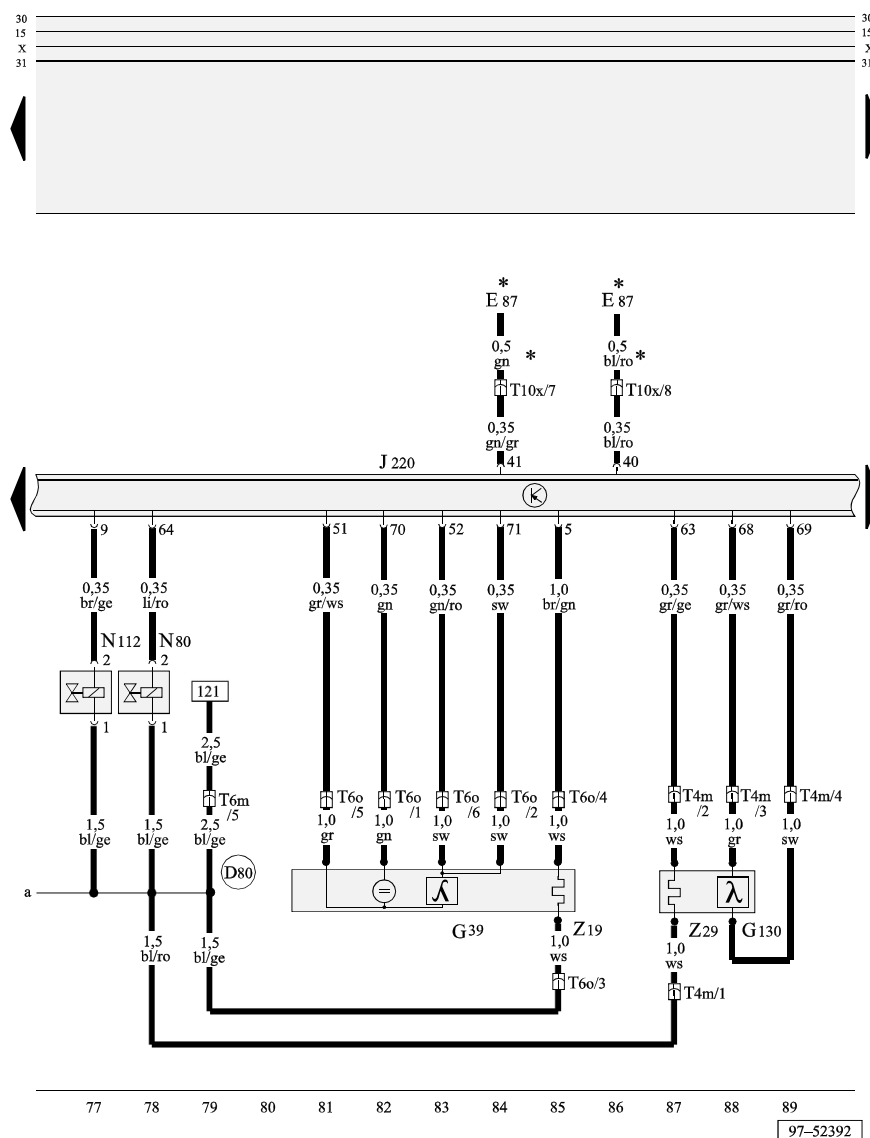 30 30
15 15
X X
31 31
* *
E 87 E 87
0,5 0,5
gn * bl/ro *
T10x/7 T10x/8
0,35 0,35
gn/gr bl/ro
J 220 41 40
9 64 51 70 52 71 5 63 68 69
0,35 0,35 0,35 0,35 0,35 0,35 1,0 0,35 0,35 0,35
br/ge li/ro gr/ws gn gn/ro sw br/gn gr/ge gr/ws gr/ro
N112 N80
2 2
121
1 1
2,5
bl/ge
T6m T6o T6o T6o T6o T6o/4 T4m T4m T4m/4
/5 /5 /1 /6 /2 /2 /3
1,5 1,5 2,5 1,0 1,0 1,0 1,0 1,0 1,0 1,0 1,0
bl/ge bl/ge bl/ge gr gn sw sw ws ws gr sw
D80
a = λ λ
G39 Z19 Z29 G130
1,5 1,5 1,0 1,0
bl/ro bl/ge ws ws
T6o/3 T4m/1
77 78 79 80 81 82 83 84 85 86 87 88 89
97–52392